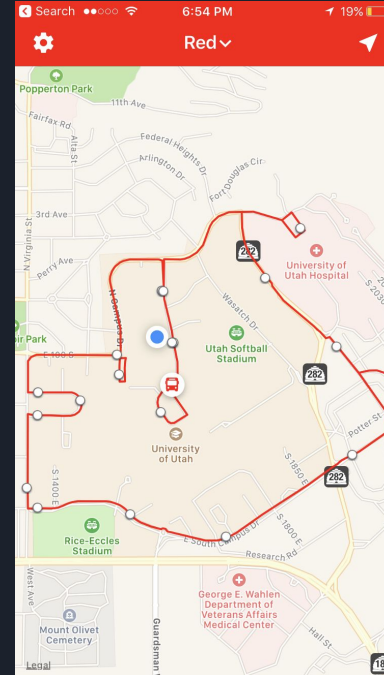 Search
6:54 PM
19%
Red
Popperton Park
11th Ave
Fairfax Rd
Alta St
Federal Heights Dr
Arlington Dr
Fort Douglas Cir
3rd Ave
N Virginia St
Perry Ave
282
University of
Utah Hospital
N Campus Dr
Wasatch Dr
S 2030
oir Park
E 100 S
Utah Softball
Stadium
282
University
of Utah
Potter St
S 1850 E
282
S 1400 E
S 1800 E
Rice-Eccles
Stadium
E South Campus Dr
Research Rd
West Ave
George E. Wahlen
Department of
Veterans Affairs
Medical Center
Mount Olivet
Cemetery
Guardsman
Hall St
Legal